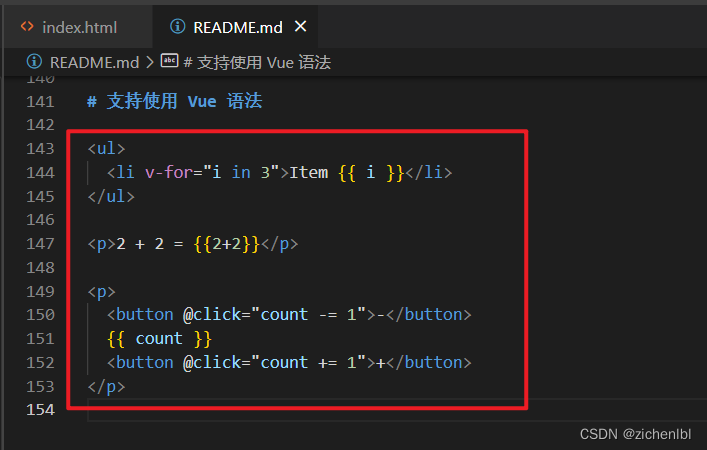 index.html README.md ×
README.md > # 支持使用 Vue 语法
140
141 # 支持使用 Vue 语法
142
143 <ul>
144 <li v-for="i in 3">Item {{ i }}</li>
145 </ul>
146
147 <p>2 + 2 = {{2+2}}</p>
148
149 <p>
150 <button @click="count -= 1">-</button>
151 {{ count }}
152 <button @click="count += 1">+</button>
153 </p>
154
CSDN @zichenlbl